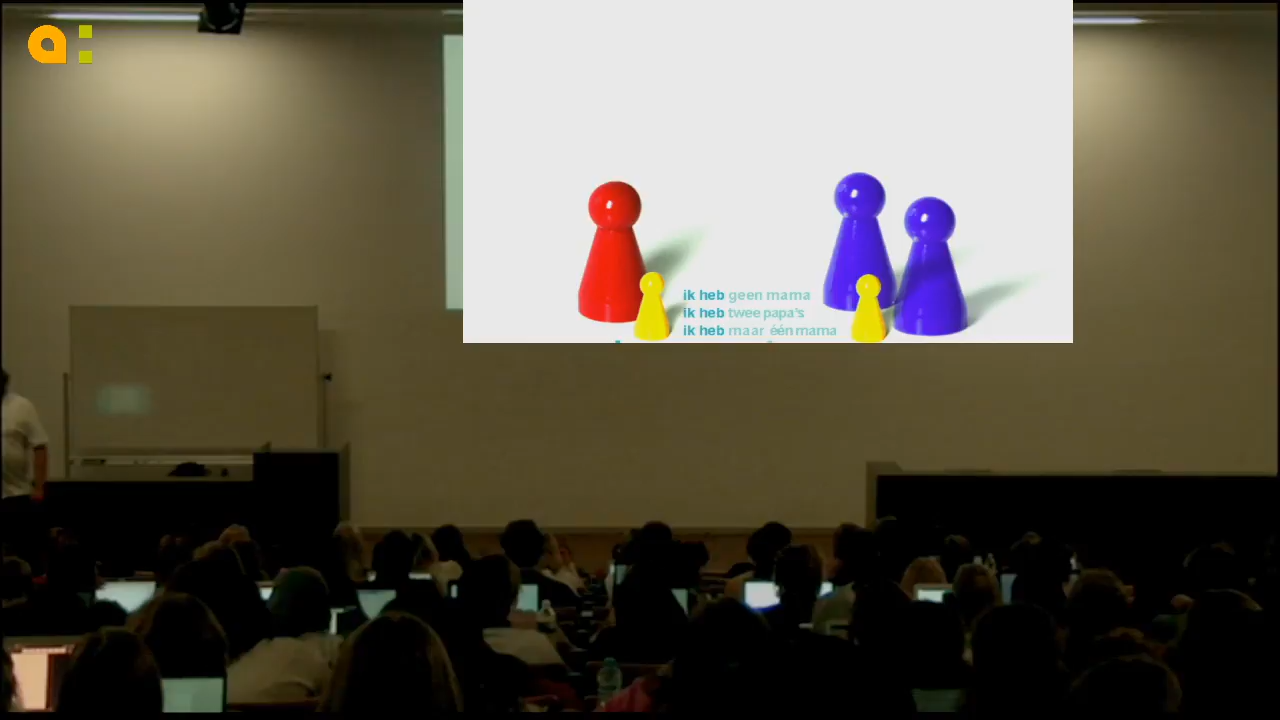 a:
ik heb geen mama
ik heb twee papa's
ik heb maar één mama